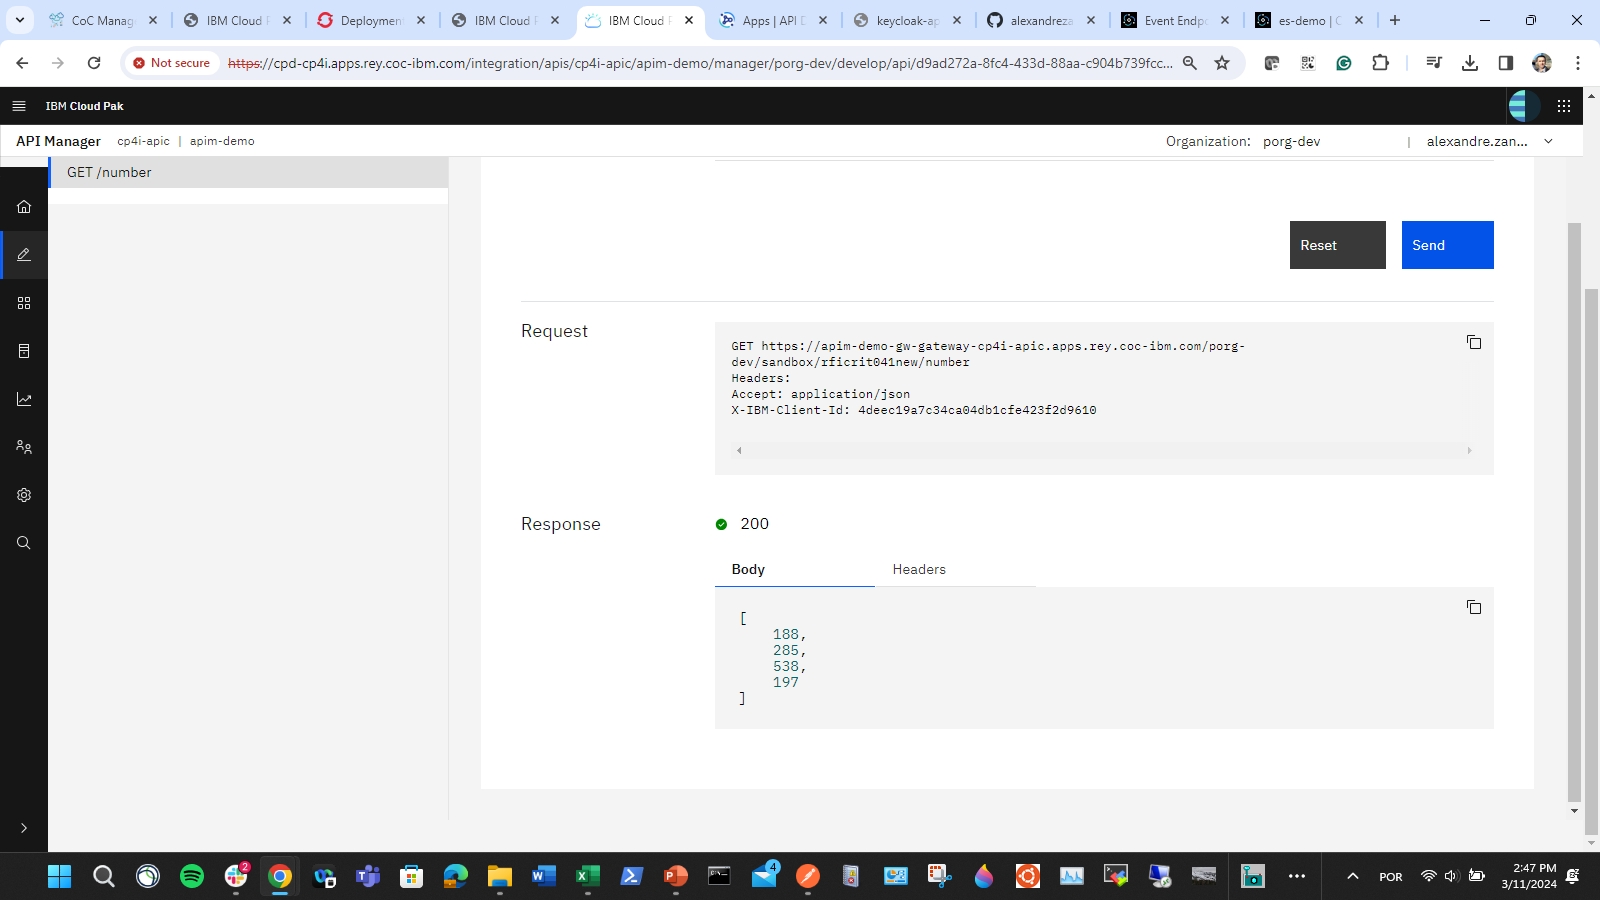 CoC Manag
IBM Cloud P
Deploymen
IBM Cloud P
IBM Cloud P
Apps | API D
keycloak-ap
alexandreza
Event Endp
es-demo | C
Not secure
https://cpd-cp4i.apps.rey.coc-ibm.com/integration/apis/cp4i-apic/apim-demo/manager/porg-dev/develop/api/d9ad272a-8fc4-433d-88aa-c904b739fcc...
IBM Cloud Pak
API Manager cp4i-apic | apim-demo
Organization: porg-dev | alexandre.zan...
GET /number
Reset
Send
Request
GET https://apim-demo-gw-gateway-cp4i-apic.apps.rey.coc-ibm.com/porg-
dev/sandbox/rficrit041new/number
Headers:
Accept: application/json
X-IBM-Client-Id: 4deec19a7c34ca04db1cfe423f2d9610
Response
200
Body
Headers
[
188,
285,
538,
197
]
2
4
POR
2:47 PM
3/11/2024